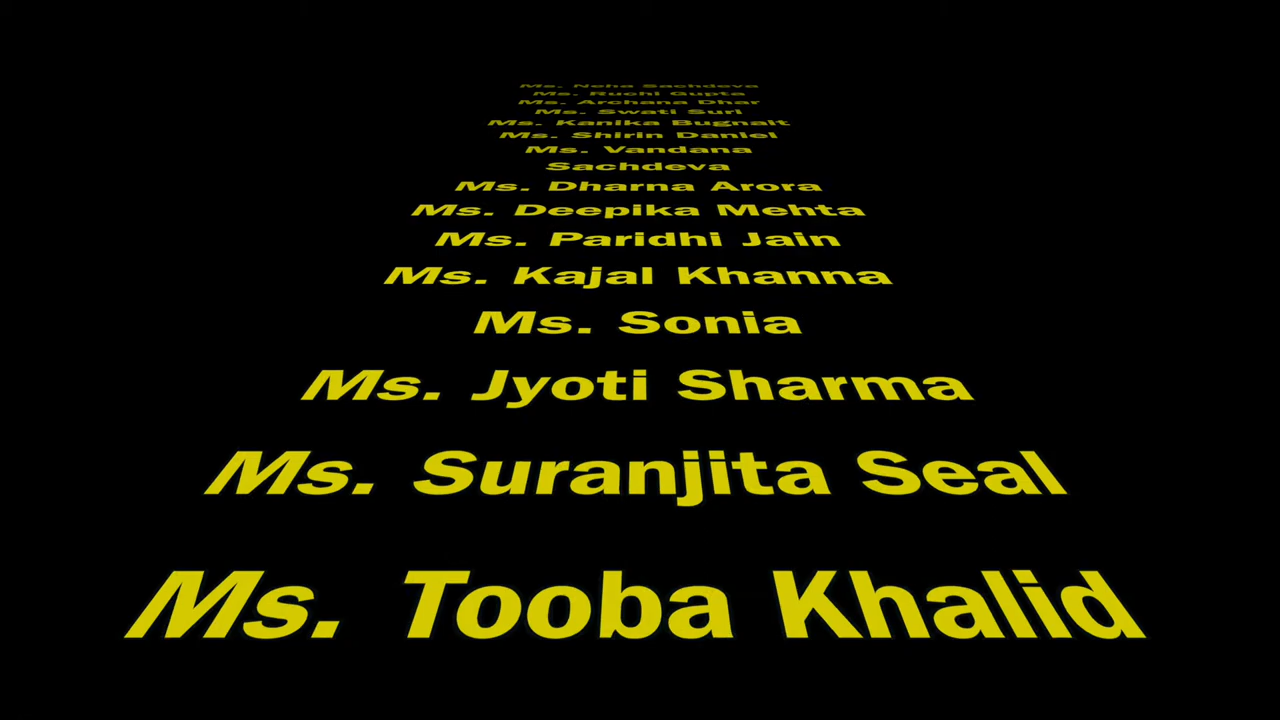 Ms. Neha Sachdeva
Ms. Ruchi Gupta
Ms. Archana Dhar
Ms. Swati Suri
Ms. Kanika Bugnait
Ms. Shirin Daniel
Ms. Vandana
Sachdeva
Ms. Dharna Arora
Ms. Deepika Mehta
Ms. Paridhi Jain
Ms. Kajal Khanna
Ms. Sonia
Ms. Jyoti Sharma
Ms. Suranjita Seal
Ms. Tooba Khalid